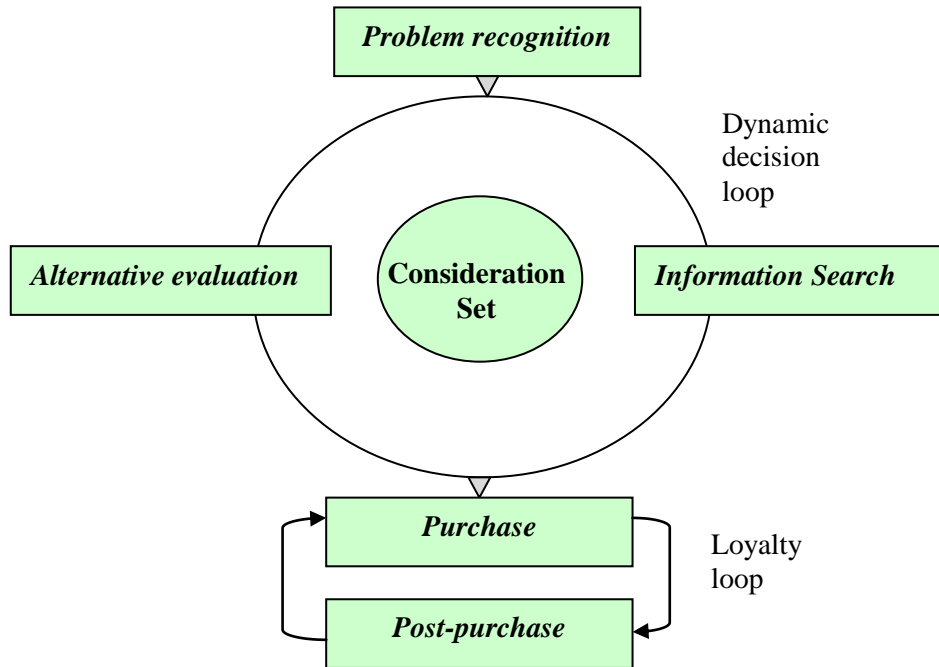 Problem recognition
Dynamic
decision
loop
Alternative evaluation
Consideration
Set
Information Search
Purchase
Loyalty
loop
Post-purchase